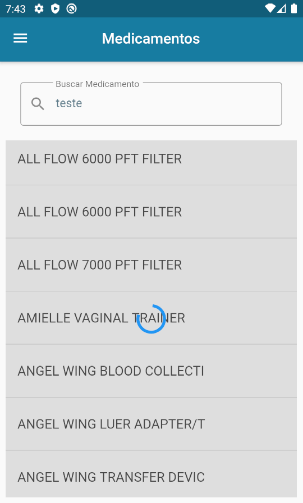 7:43
Medicamentos
Buscar Medicamento
teste
ALL FLOW 6000 PFT FILTER
ALL FLOW 6000 PFT FILTER
ALL FLOW 7000 PFT FILTER
AMIELLE VAGINAL TRAINER
ANGEL WING BLOOD COLLECTI
ANGEL WING LUER ADAPTER/T
ANGEL WING TRANSFER DEVIC